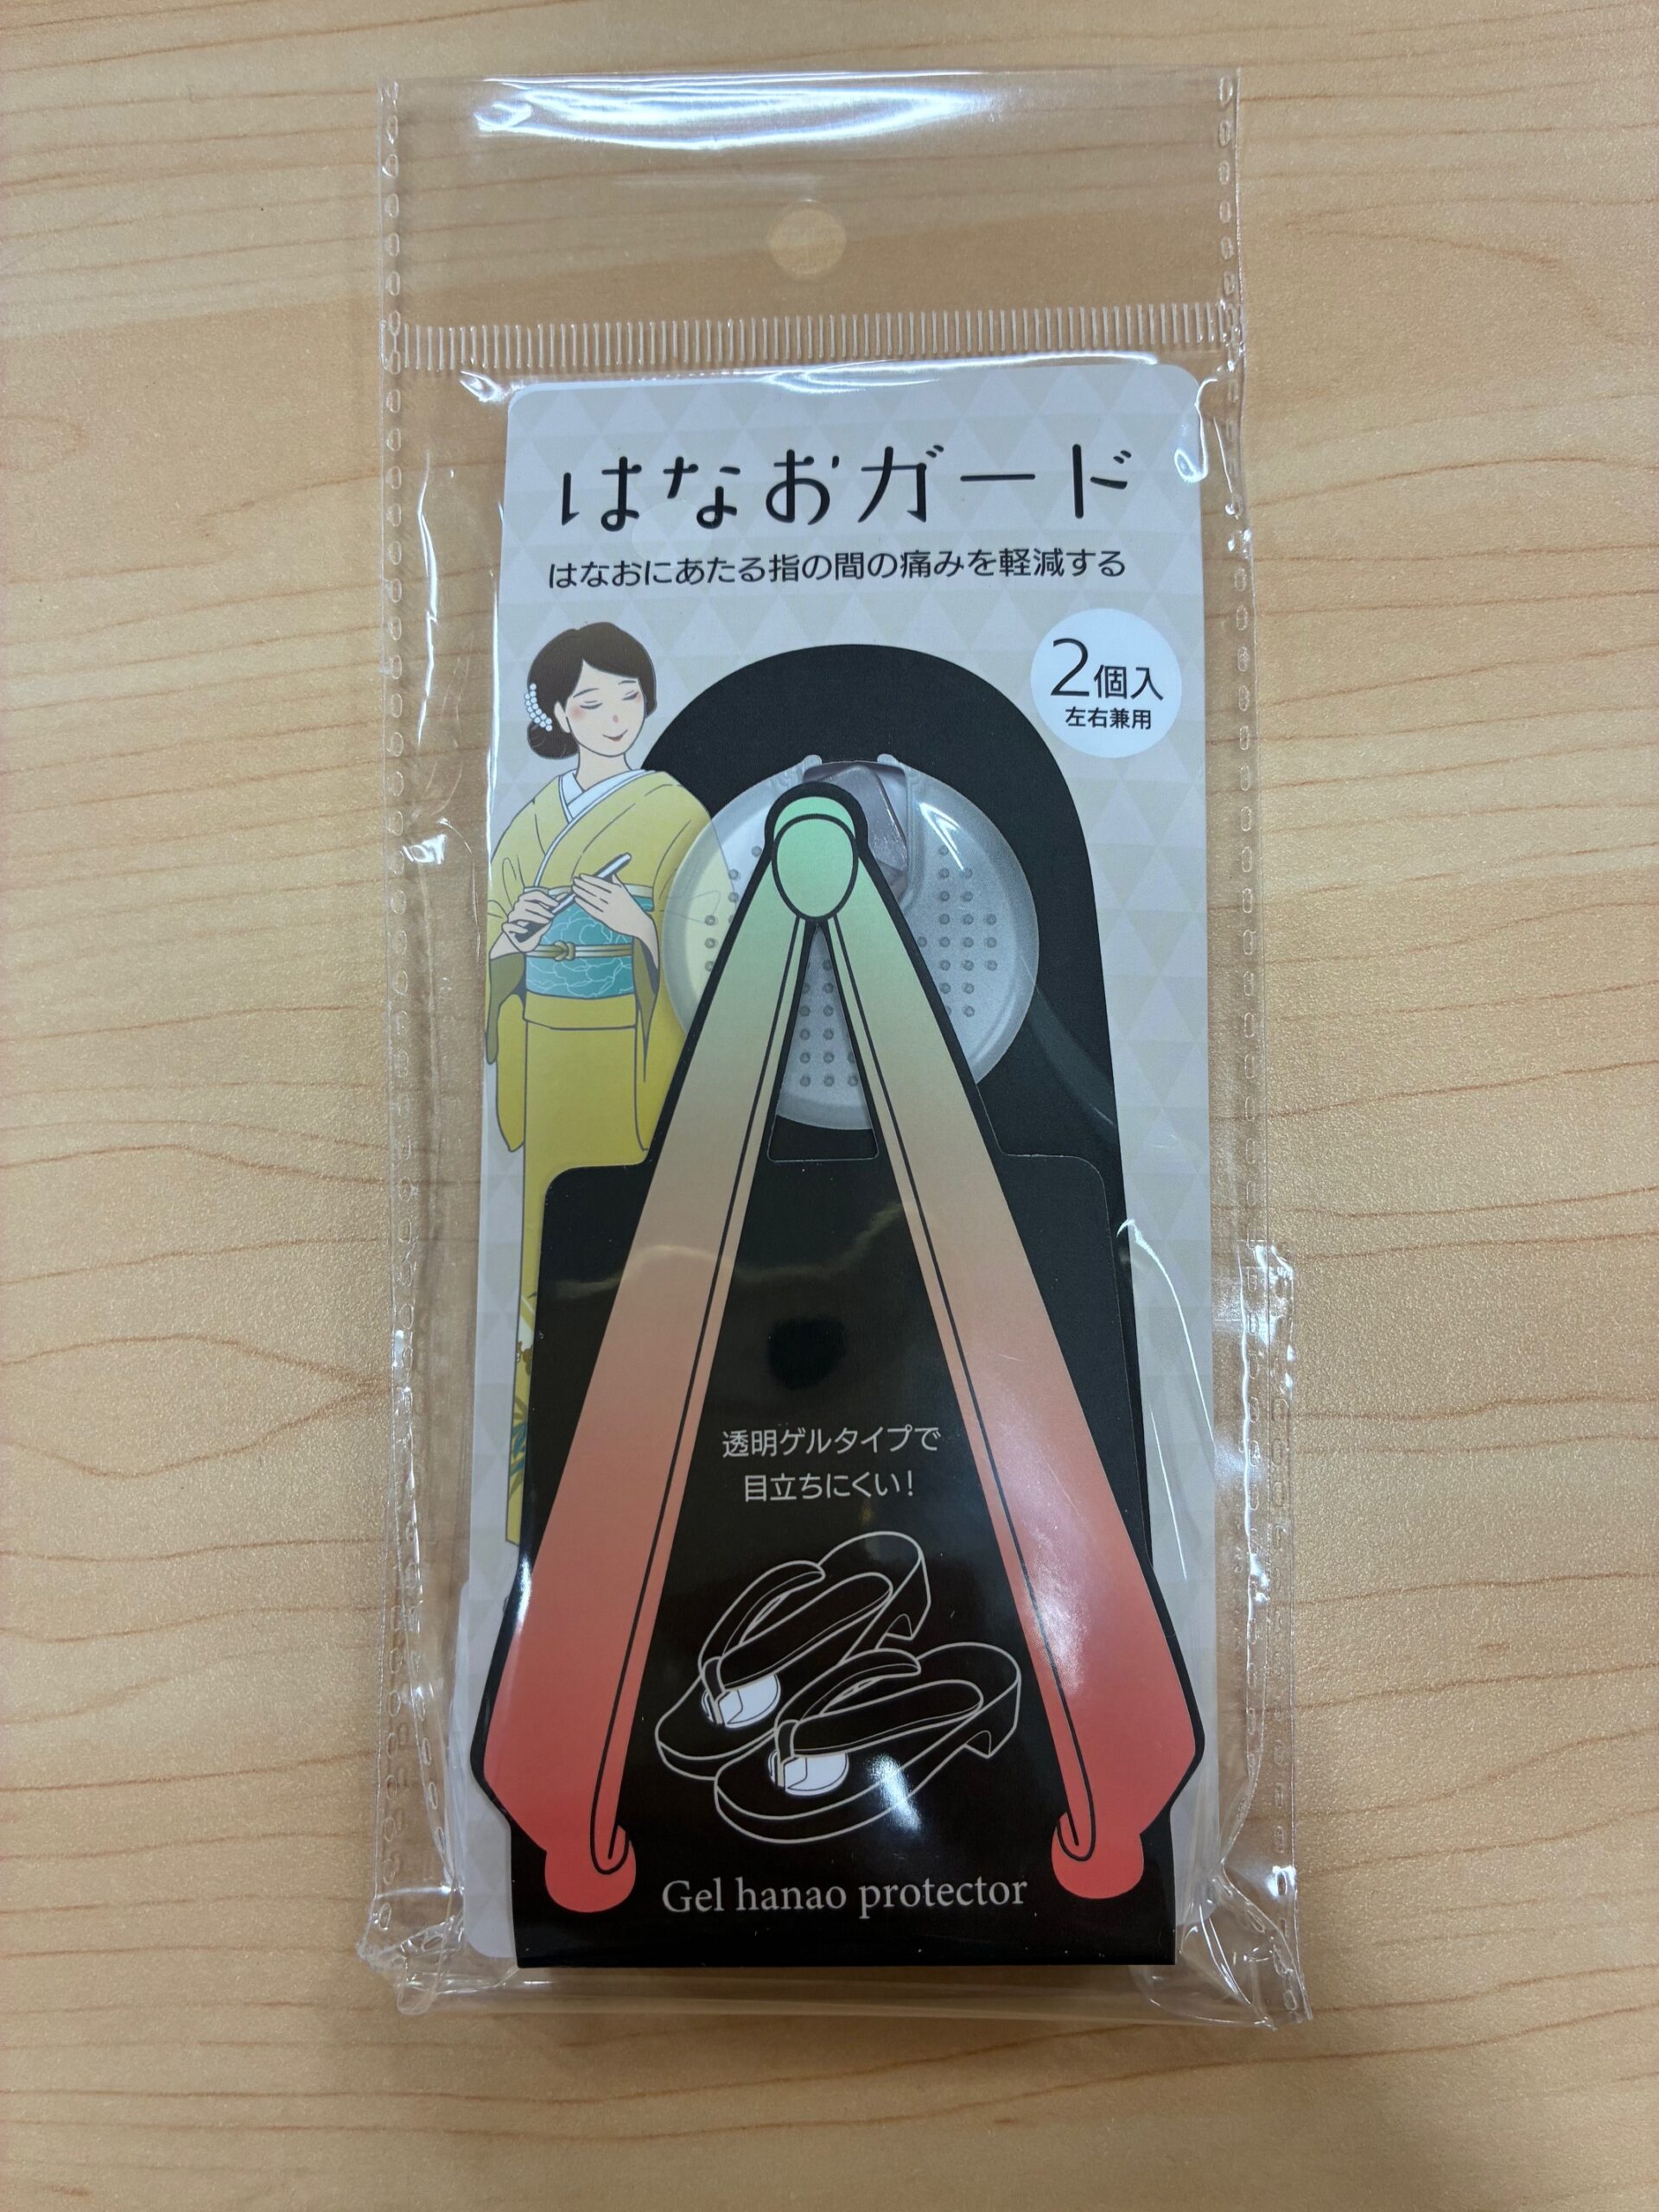 はなおガード
はなおにあたる指の間の痛みを軽減する
2個入
左右兼用
透明ゲルタイプで
目立ちにくい!
Gel hanao protector